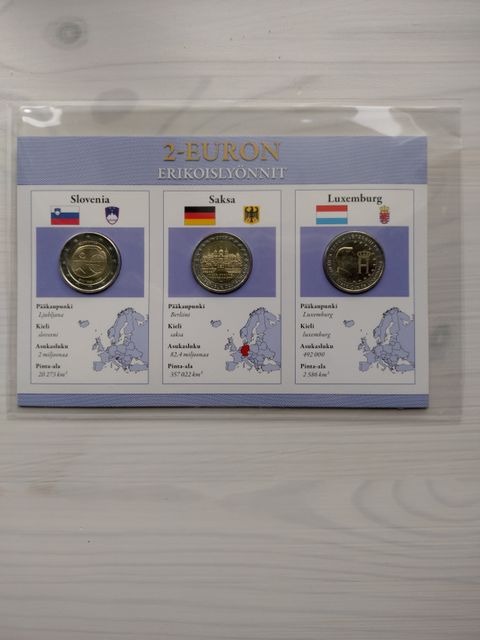 2-EURON
ERIKOISLYÖNNIT
Slovenia
Pääkaupunki
Ljubljana
Kieli
sloveeni
Asukasluku
2 miljoonaa
Pinta-ala
20 273 km²
Saksa
Pääkaupunki
Berliini
Kieli
saksa
Asukasluku
82,4 miljoonaa
Pinta-ala
357 022 km²
Luxemburg
Pääkaupunki
Luxemburg
Kieli
luxemburg
Asukasluku
492 000
Pinta-ala
2 586 km²